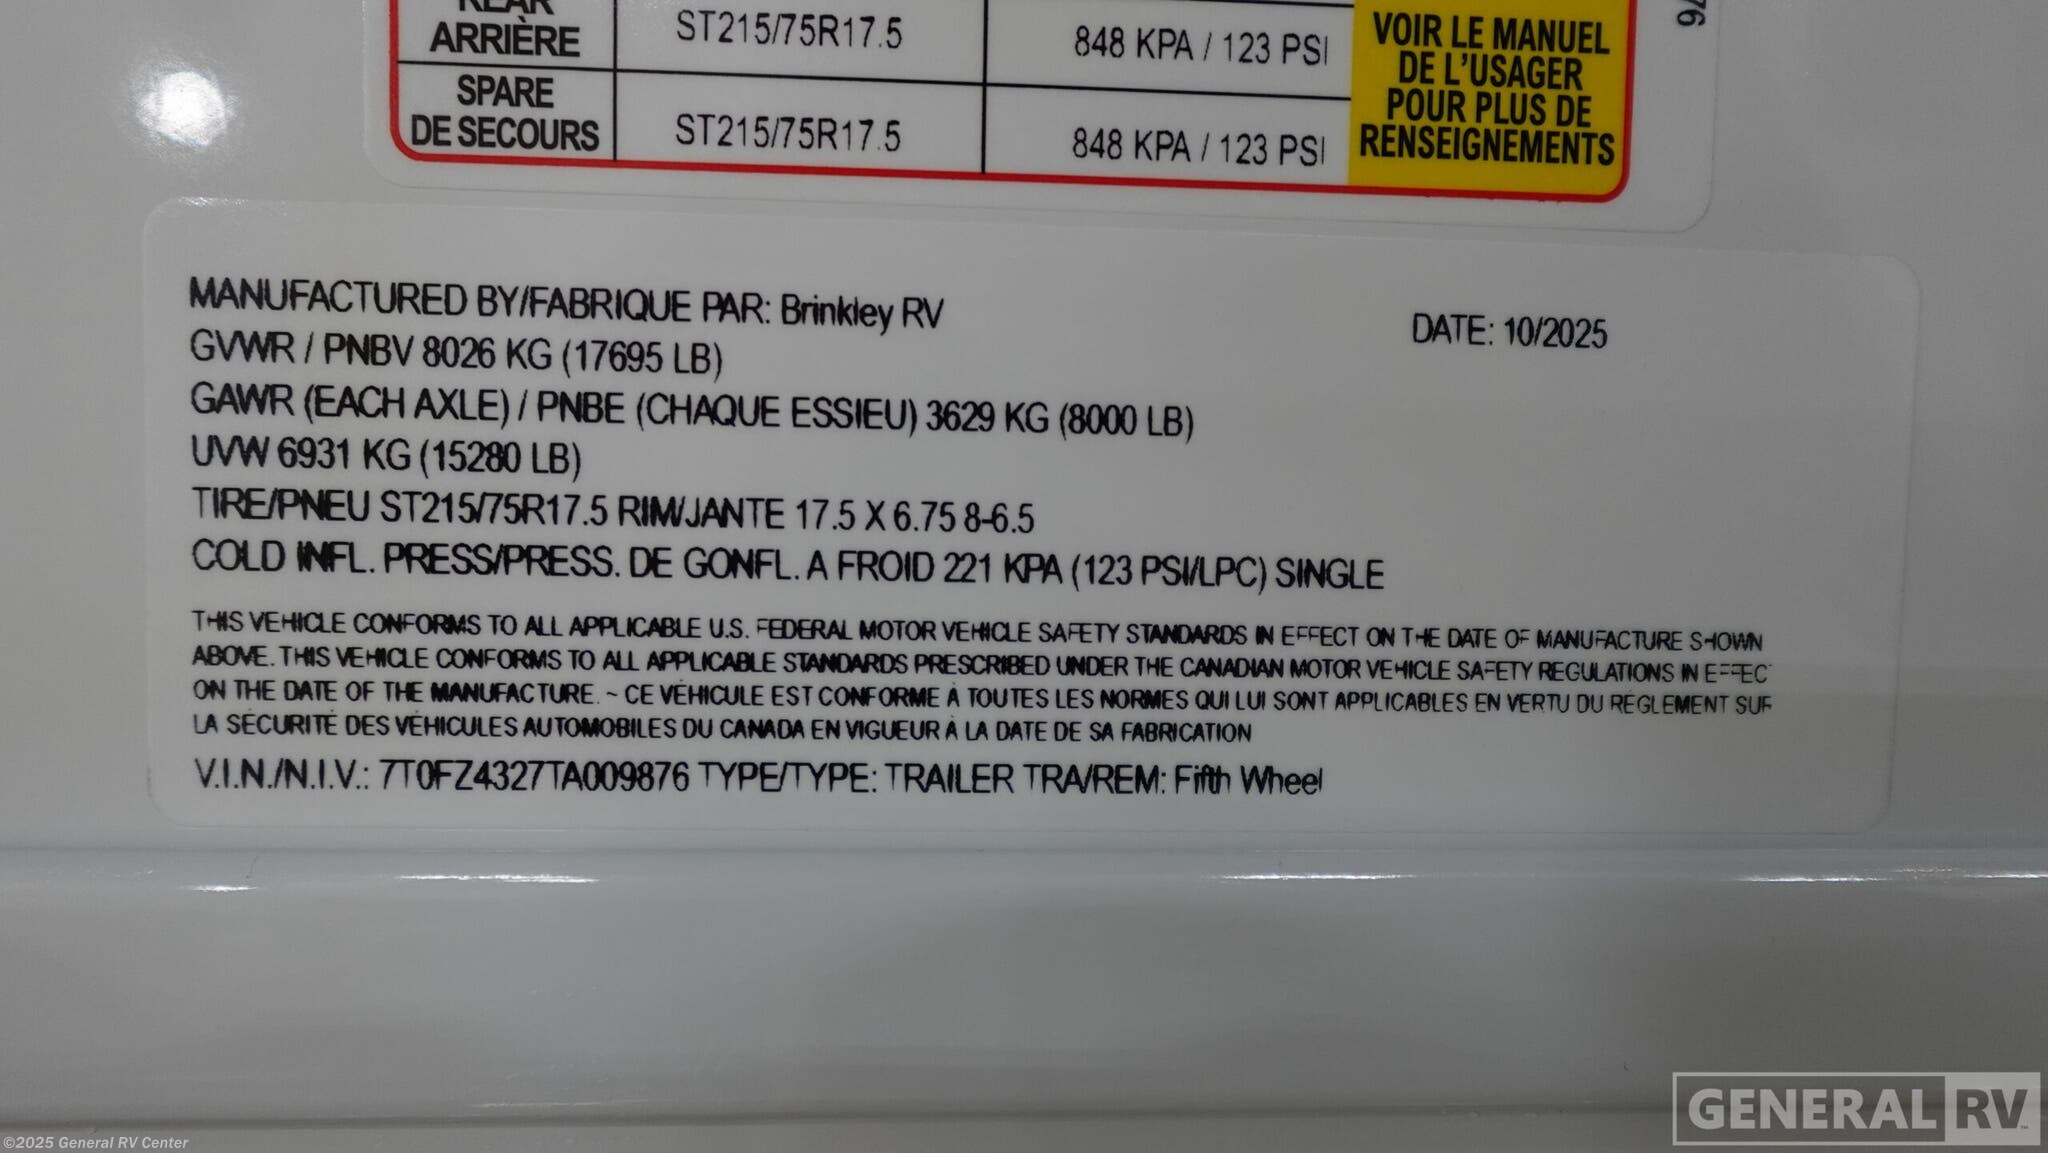 REAR
ARRIÈRE
ST215/75R17.5
848 KPA / 123 PSI
SPARE
DE SECOURS
ST215/75R17.5
848 KPA / 123 PSI
VOIR LE MANUEL
DE L'USAGER
POUR PLUS DE
RENSEIGNEMENTS
76
MANUFACTURED BY/FABRIQUE PAR: Brinkley RV
DATE: 10/2025
GVWR / PNBV 8026 KG (17695 LB)
GAWR (EACH AXLE) / PNBE (CHAQUE ESSIEU) 3629 KG (8000 LB)
UVW 6931 KG (15280 LB)
TIRE/PNEU ST215/75R17.5 RIM/JANTE 17.5 X 6.75 8-6.5
COLD INFL. PRESS/PRESS. DE GONFL. A FROID 221 KPA (123 PSI/LPC) SINGLE
THIS VEHICLE CONFORMS TO ALL APPLICABLE U.S. FEDERAL MOTOR VEHICLE SAFETY STANDARDS IN EFFECT ON THE DATE OF MANUFACTURE SHOWN
ABOVE. THIS VEHICLE CONFORMS TO ALL APPLICABLE STANDARDS PRESCRIBED UNDER THE CANADIAN MOTOR VEHICLE SAFETY REGULATIONS IN EFFECT
ON THE DATE OF THE MANUFACTURE. ~ CE VÉHICULE EST CONFORME À TOUTES LES NORMES QUI LUI SONT APPLICABLES EN VERTU DU RÈGLEMENT SUR
LA SÉCURITÉ DES VÉHICULES AUTOMOBILES DU CANADA EN VIGUEUR À LA DATE DE SA FABRICATION
V.I.N./N.I.V.: 7T0FZ4327TA009876 TYPE/TYPE: TRAILER TRA/REM: Fifth Wheel
GENERAL RV
©2025 General RV Center